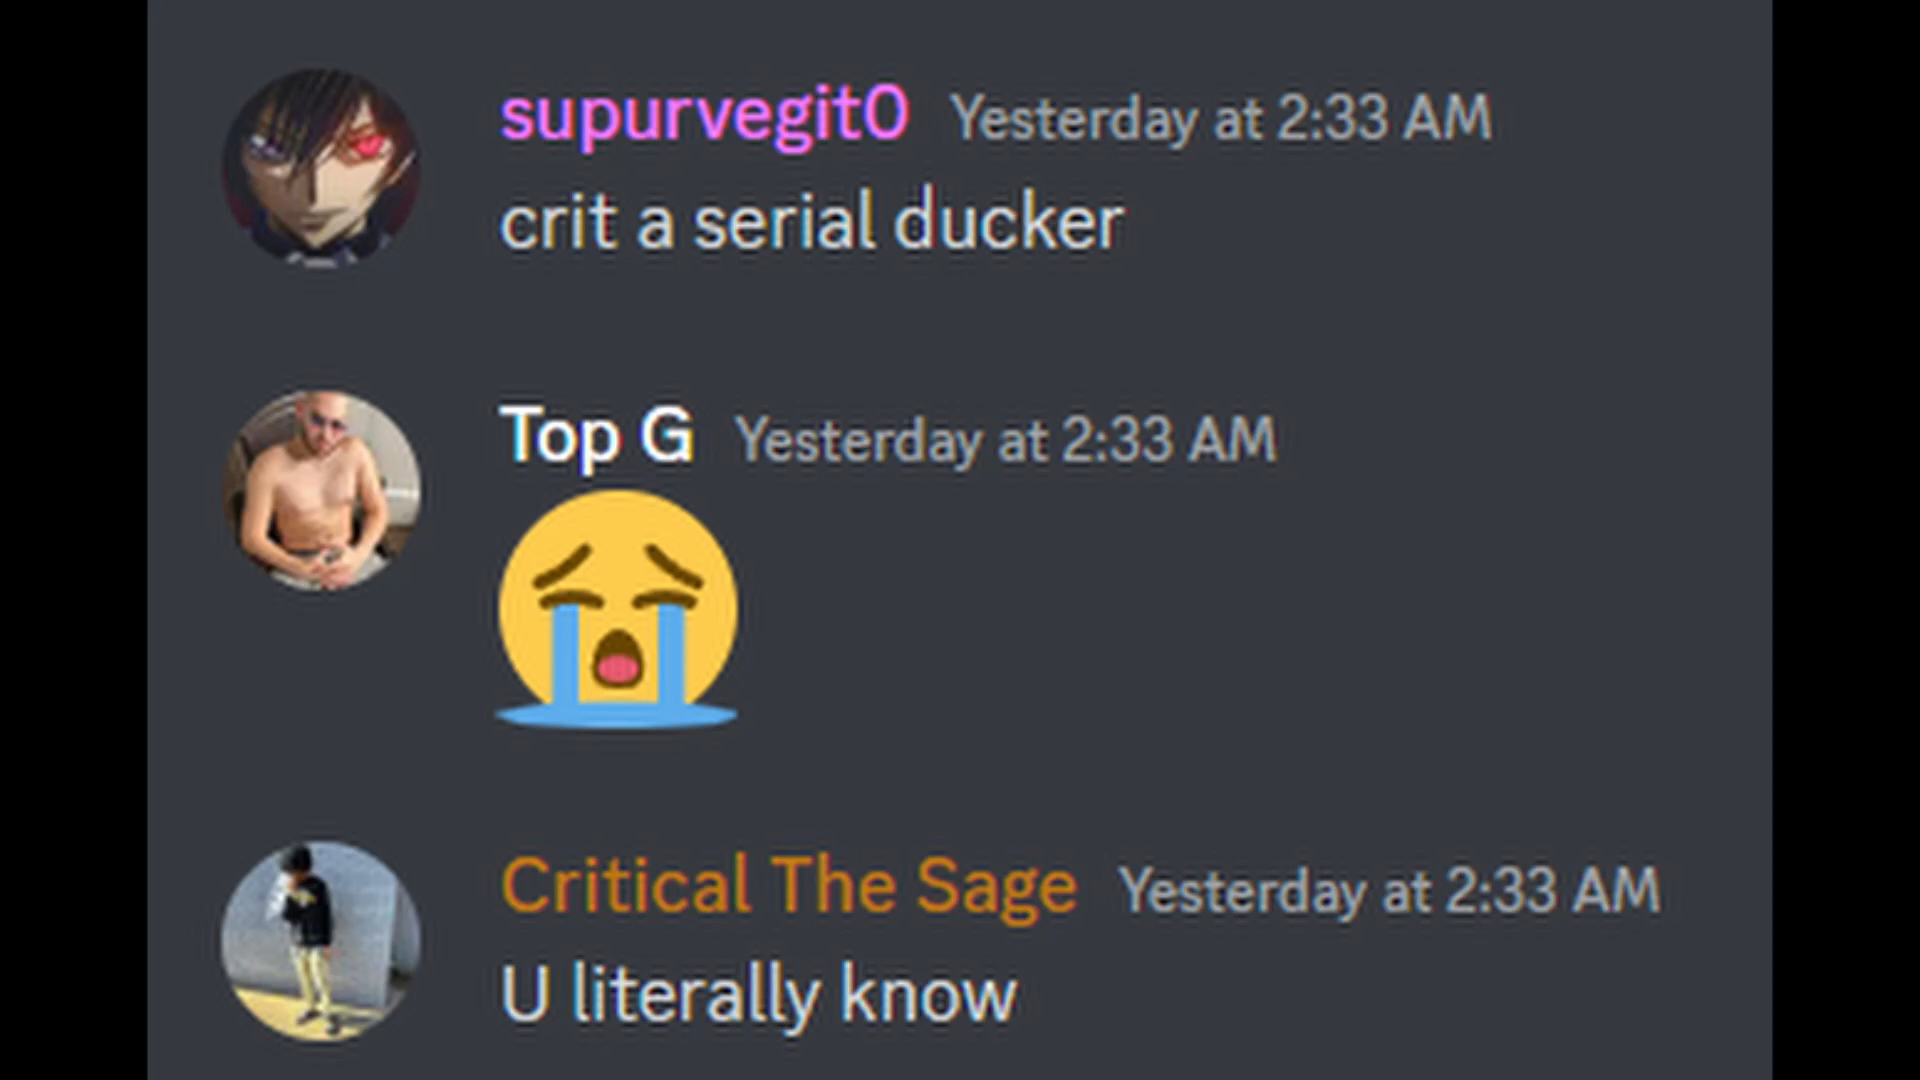 supurvegit0 Yesterday at 2:33 AM
crit a serial ducker
Top G Yesterday at 2:33 AM
😭
Critical The Sage Yesterday at 2:33 AM
U literally know